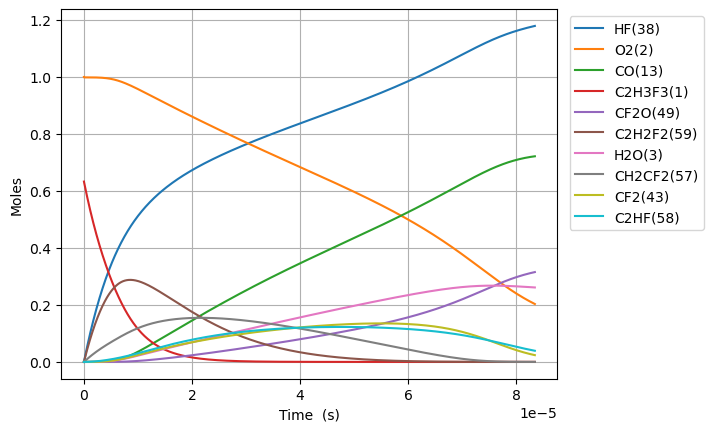 1.2
1.0
0.8
0.6
0.4
0.2
0.0
Moles
0
2
4
6
8
1e−5
Time (s)
HF(38)
O2(2)
CO(13)
C2H3F3(1)
CF2O(49)
C2H2F2(59)
H2O(3)
CH2CF2(57)
CF2(43)
C2HF(58)